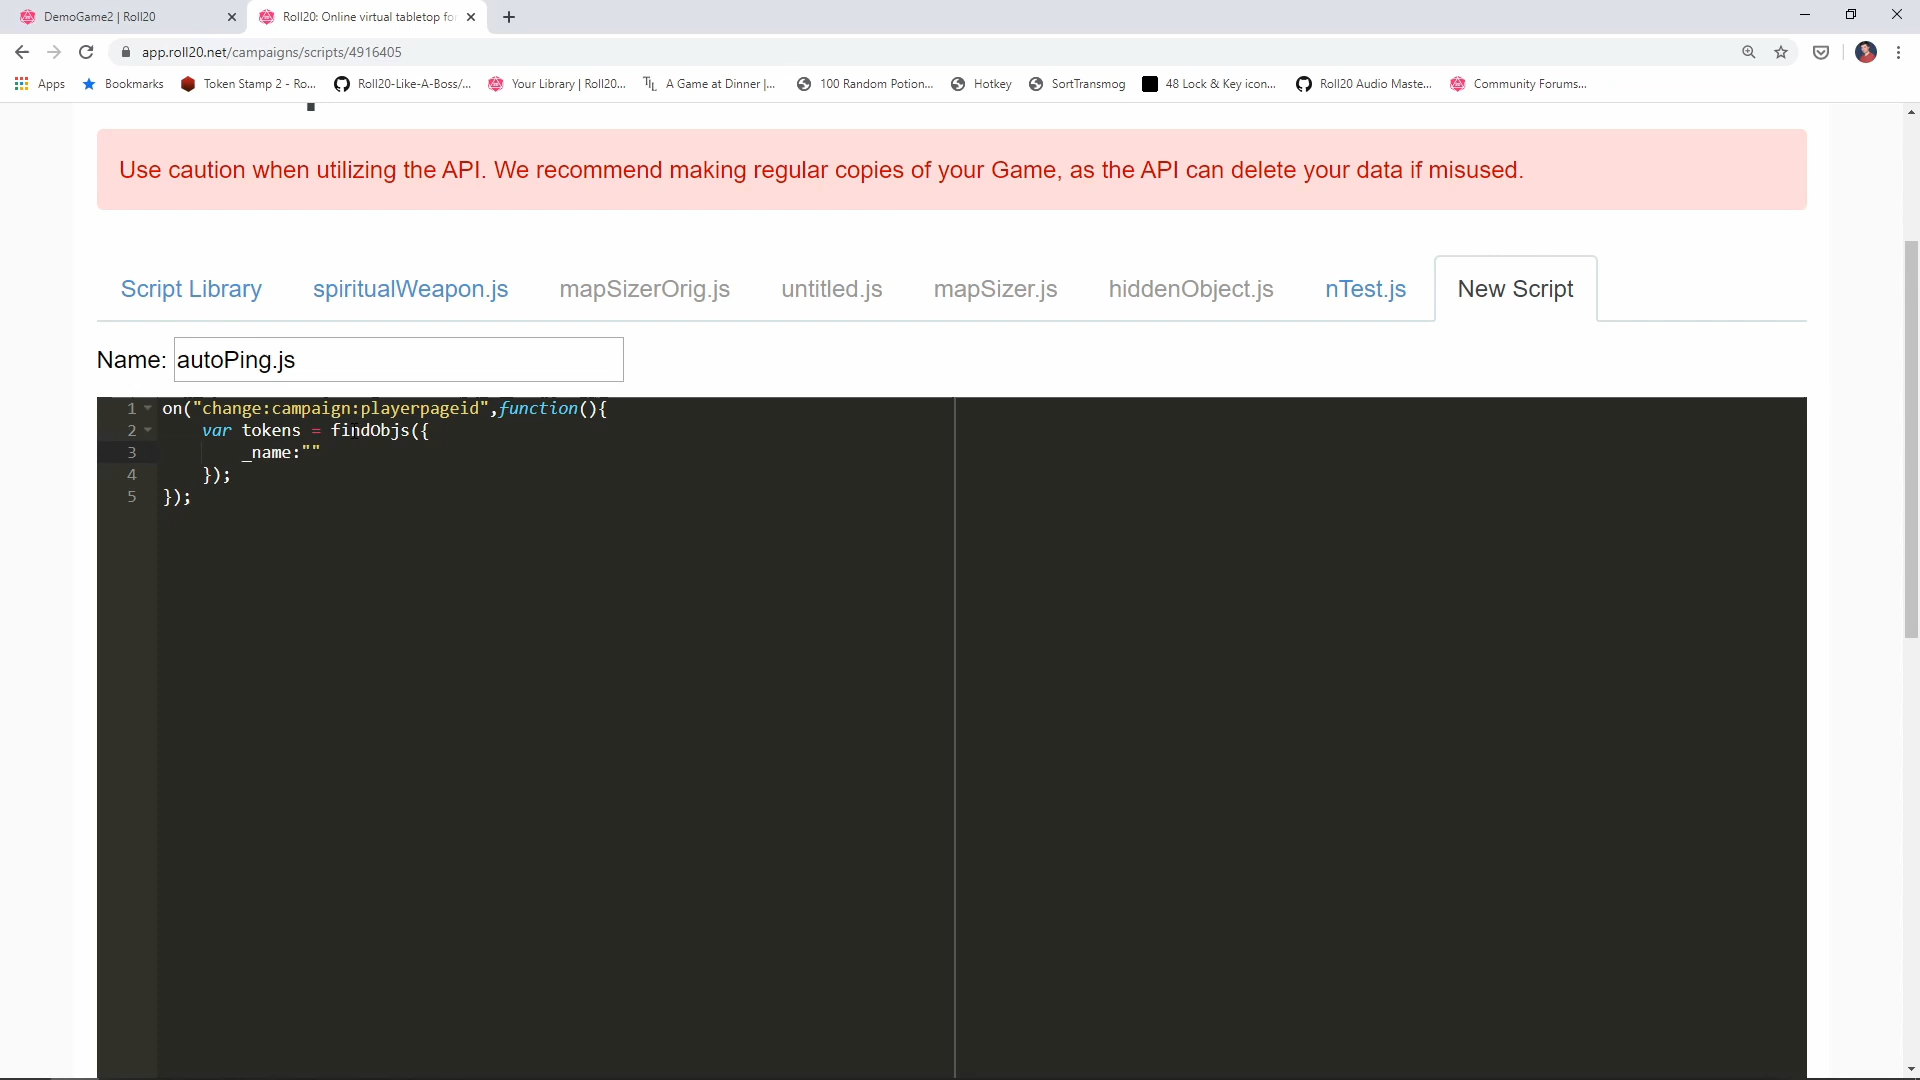 DemoGame2 | Roll20
Roll20: Online virtual tabletop for
app.roll20.net/campaigns/scripts/4916405
Apps
Bookmarks
Token Stamp 2 - Ro...
Roll20-Like-A-Boss/...
Your Library | Roll20...
TL
A Game at Dinner |...
100 Random Potion...
Hotkey
SortTransmog
48 Lock & Key icon...
Roll20 Audio Maste...
Community Forums...
Use caution when utilizing the API. We recommend making regular copies of your Game, as the API can delete your data if misused.
Script Library
spiritualWeapon.js
mapSizerOrig.js
untitled.js
mapSizer.js
hiddenObject.js
nTest.js
New Script
Name: autoPing.js
1 on("change:campaign:playerpageid",function(){
2 var tokens = findObjs({
3 _name:""
4 });
5 });